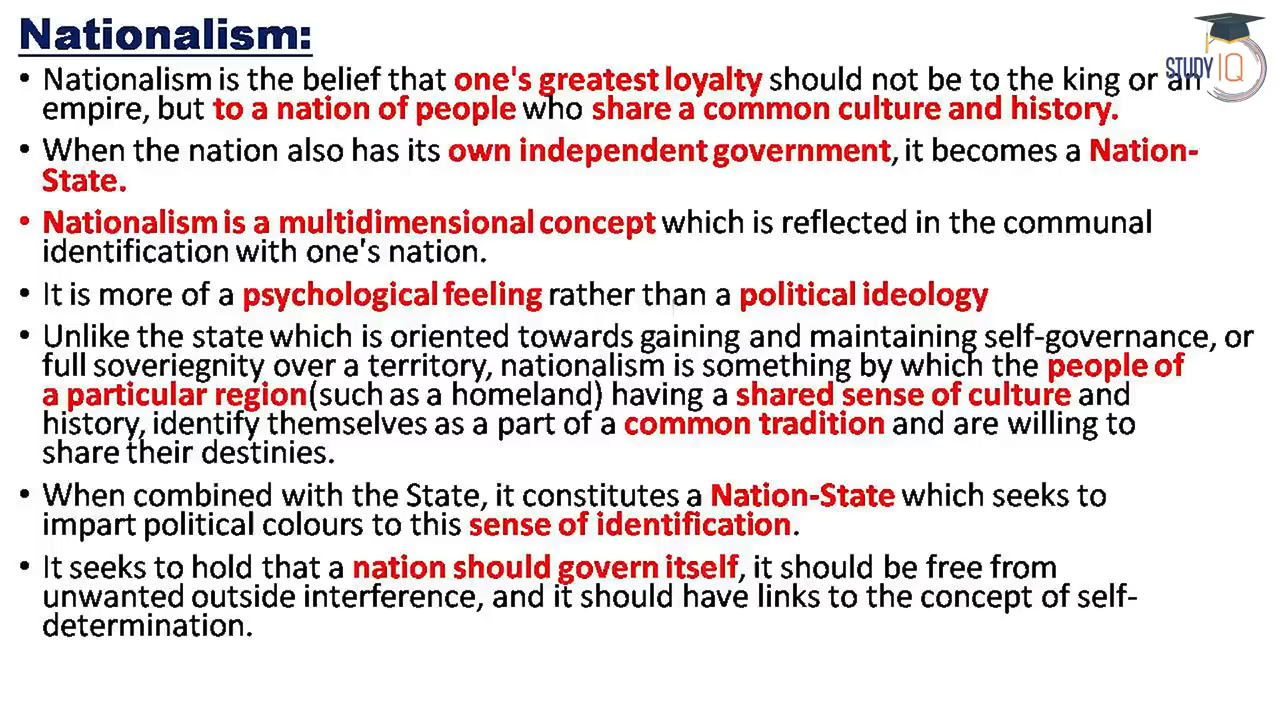 Nationalism:
• Nationalism is the belief that one's greatest loyalty should not be to the king or an
empire, but to a nation of people who share a common culture and history.
• When the nation also has its own independent government, it becomes a Nation-
State.
• Nationalism is a multidimensional concept which is reflected in the communal
identification with one's nation.
• It is more of a psychological feeling rather than a political ideology
• Unlike the state which is oriented towards gaining and maintaining self-governance, or
full soveriegnity over a territory, nationalism is something by which the people of
a particular region(such as a homeland) having a shared sense of culture and
history, identify themselves as a part of a common tradition and are willing to
share their destinies.
• When combined with the State, it constitutes a Nation-State which seeks to
impart political colours to this sense of identification.
• It seeks to hold that a nation should govern itself, it should be free from
unwanted outside interference, and it should have links to the concept of self-
determination.
STUDY IQ